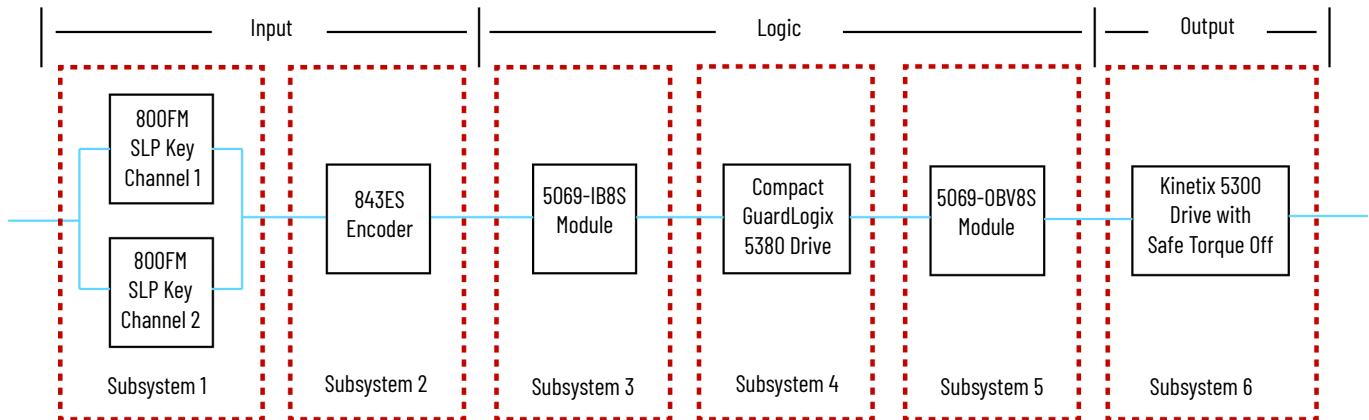 Input
Logic
Output
800FM
SLP Key
Channel 1
800FM
SLP Key
Channel 2
843ES
Encoder
5069-IB8S
Module
Compact
GuardLogix
5380 Drive
5069-OBV8S
Module
Kinetix 5300
Drive with
Safe Torque Off
Subsystem 1
Subsystem 2
Subsystem 3
Subsystem 4
Subsystem 5
Subsystem 6